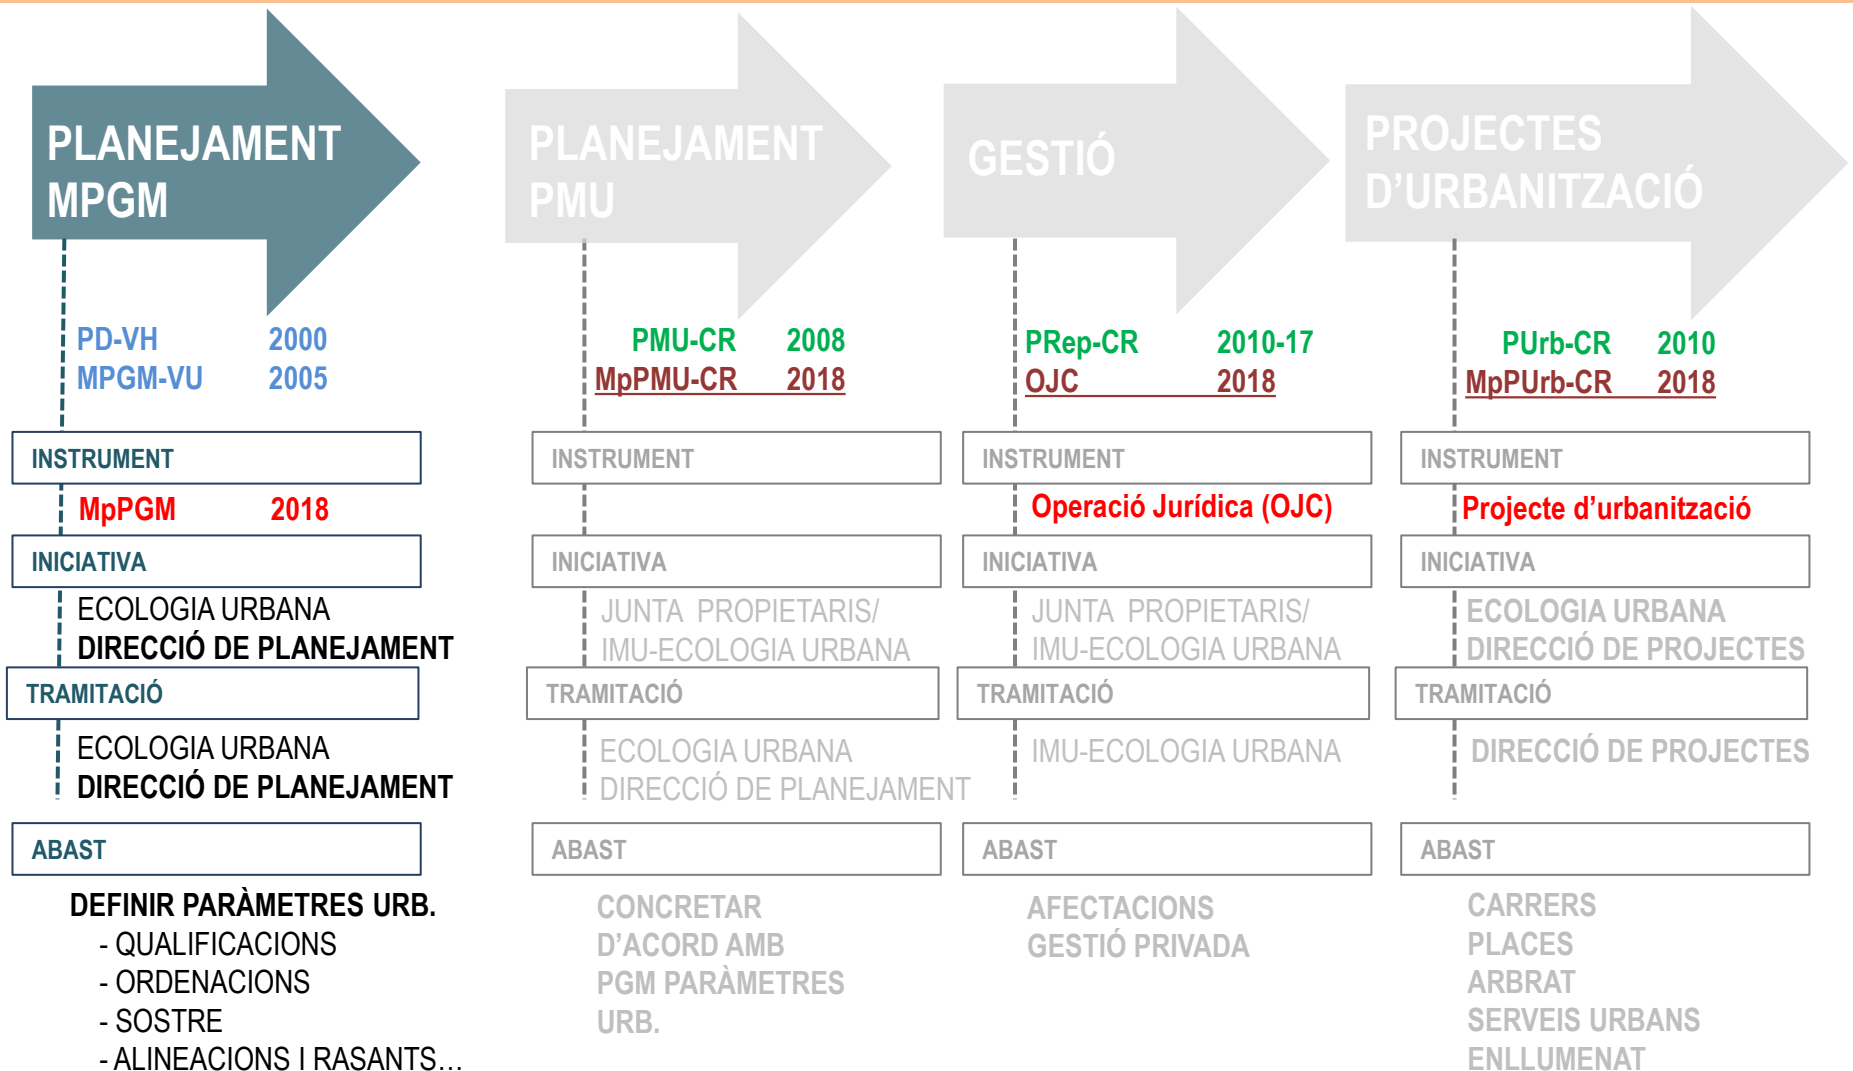 PLANEJAMENT
MPGM
PD-VH 2000
MPGM-VU 2005
INSTRUMENT
MpPGM 2018
INICIATIVA
ECOLOGIA URBANA
DIRECCIÓ DE PLANEJAMENT
TRAMITACIÓ
ECOLOGIA URBANA
DIRECCIÓ DE PLANEJAMENT
ABAST
DEFINIR PARÀMETRES URB.
- QUALIFICACIONS
- ORDENACIONS
- SOSTRE
- ALINEACIONS I RASANTS...
PLANEJAMENT
PMU
PMU-CR 2008
MpPMU-CR 2018
INSTRUMENT
INICIATIVA
JUNTA PROPIETARIS/
IMU-ECOLOGIA URBANA
TRAMITACIÓ
ECOLOGIA URBANA
DIRECCIÓ DE PLANEJAMENT
ABAST
CONCRETAR
D'ACORD AMB
PGM PARÀMETRES
URB.
GESTIÓ
PRep-CR 2010-17
OJC 2018
INSTRUMENT
Operació Jurídica (OJC)
INICIATIVA
JUNTA PROPIETARIS/
IMU-ECOLOGIA URBANA
TRAMITACIÓ
IMU-ECOLOGIA URBANA
ABAST
AFECTACIONS
GESTIÓ PRIVADA
PROJECTES
D'URBANITZACIÓ
PUrb-CR 2010
MpPUrb-CR 2018
INSTRUMENT
Projecte d'urbanització
INICIATIVA
ECOLOGIA URBANA
DIRECCIÓ DE PROJECTES
TRAMITACIÓ
DIRECCIÓ DE PROJECTES
ABAST
CARRERS
PLACES
ARBRAT
SERVEIS URBANS
ENLLUMENAT